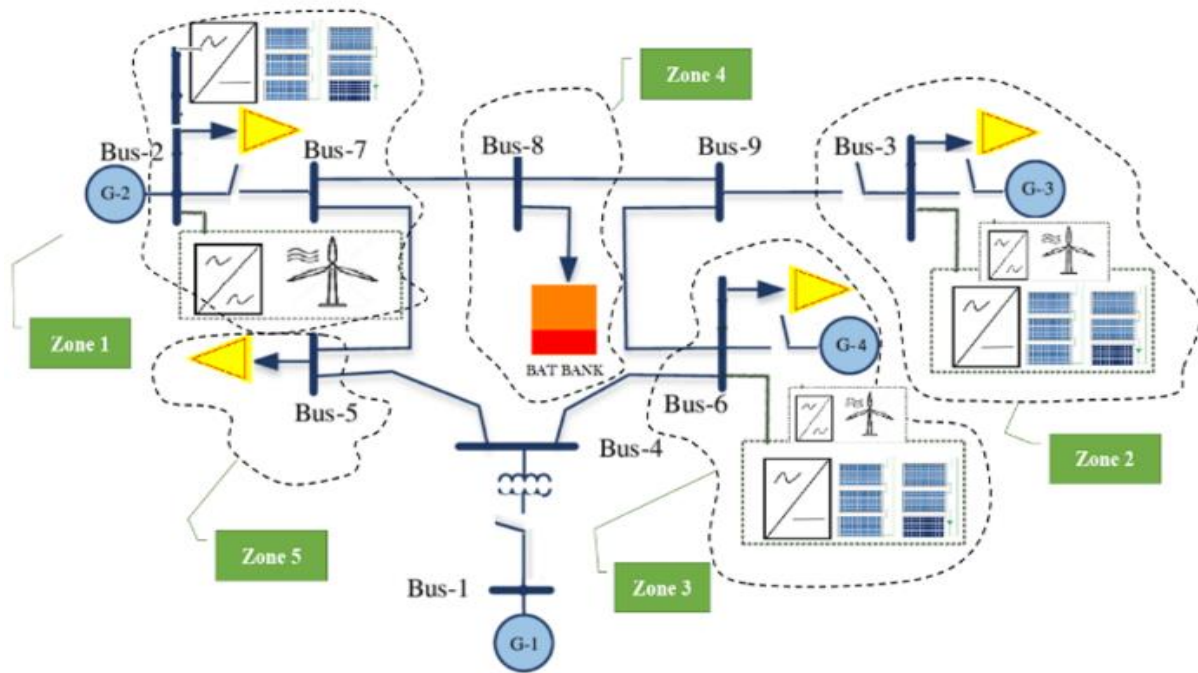 Zone 4
Bus-2
Bus-7
Bus-8
Bus-9
Bus-3
G-2
G-3
Zone 1
BAT BANK
G-4
Bus-5
Bus-6
Bus-4
Zone 2
Zone 5
Bus-1
Zone 3
G-1